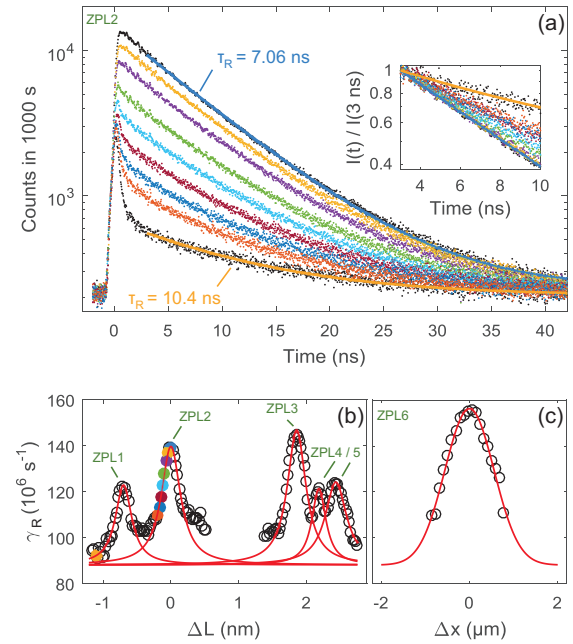 ZPL2
(a)
τR = 7.06 ns
τR = 10.4 ns
Counts in 1000 s
10⁴
10³
0 5 10 15 20 25 30 35 40
Time (ns)
I(t) / I(3 ns)
1
0.8
0.6
0.4
4 6 8 10
Time (ns)
(b)
ZPL1
ZPL2
ZPL3
ZPL4 / 5
γR (10⁶ s⁻¹)
160
140
120
100
80
-1 0 1 2
ΔL (nm)
(c)
ZPL6
-2 -1 0 1 2
Δx (µm)